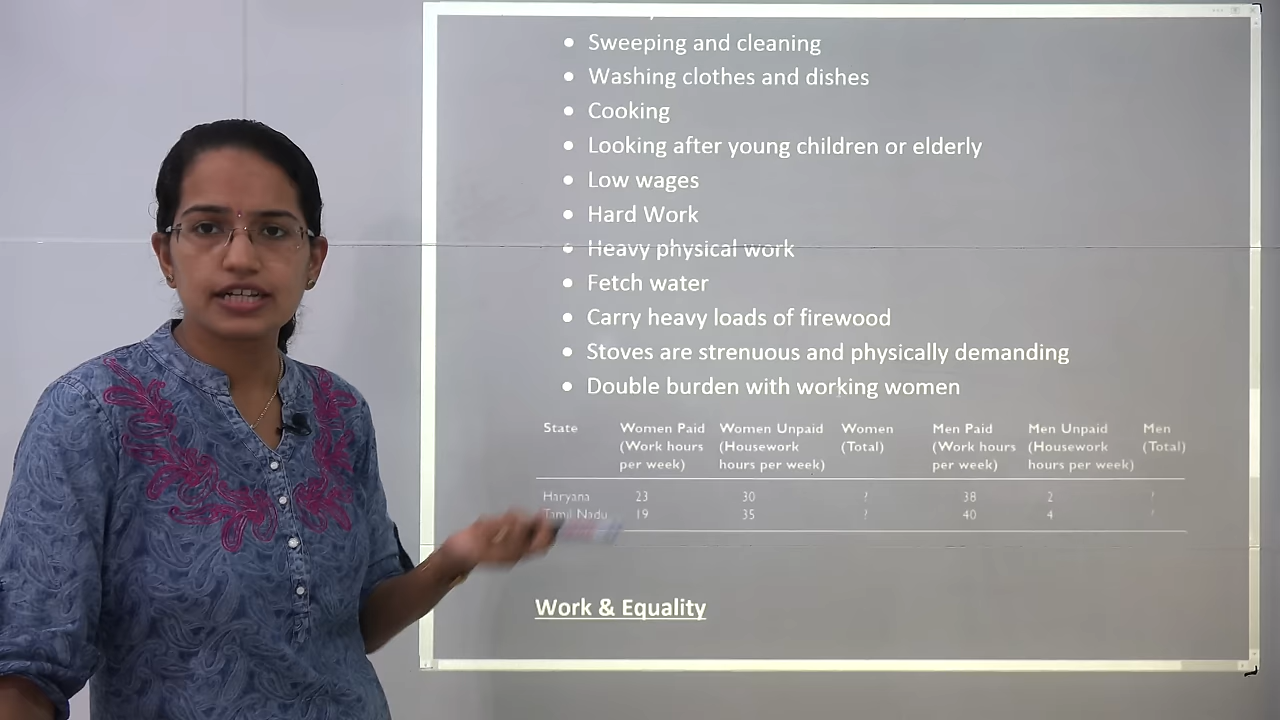 • Sweeping and cleaning
• Washing clothes and dishes
• Cooking
• Looking after young children or elderly
• Low wages
• Hard Work
• Heavy physical work
• Fetch water
• Carry heavy loads of firewood
• Stoves are strenuous and physically demanding
• Double burden with working women
State Women Paid Women Unpaid Women Men Paid Men Unpaid Men
(Work hours (Housework (Total) (Work hours (Housework (Total)
per week) hours per week) per week) hours per week)
Haryana 23 30 ? 38 2 ?
Tamil Nadu 19 35 ? 40 4 ?
Work & Equality